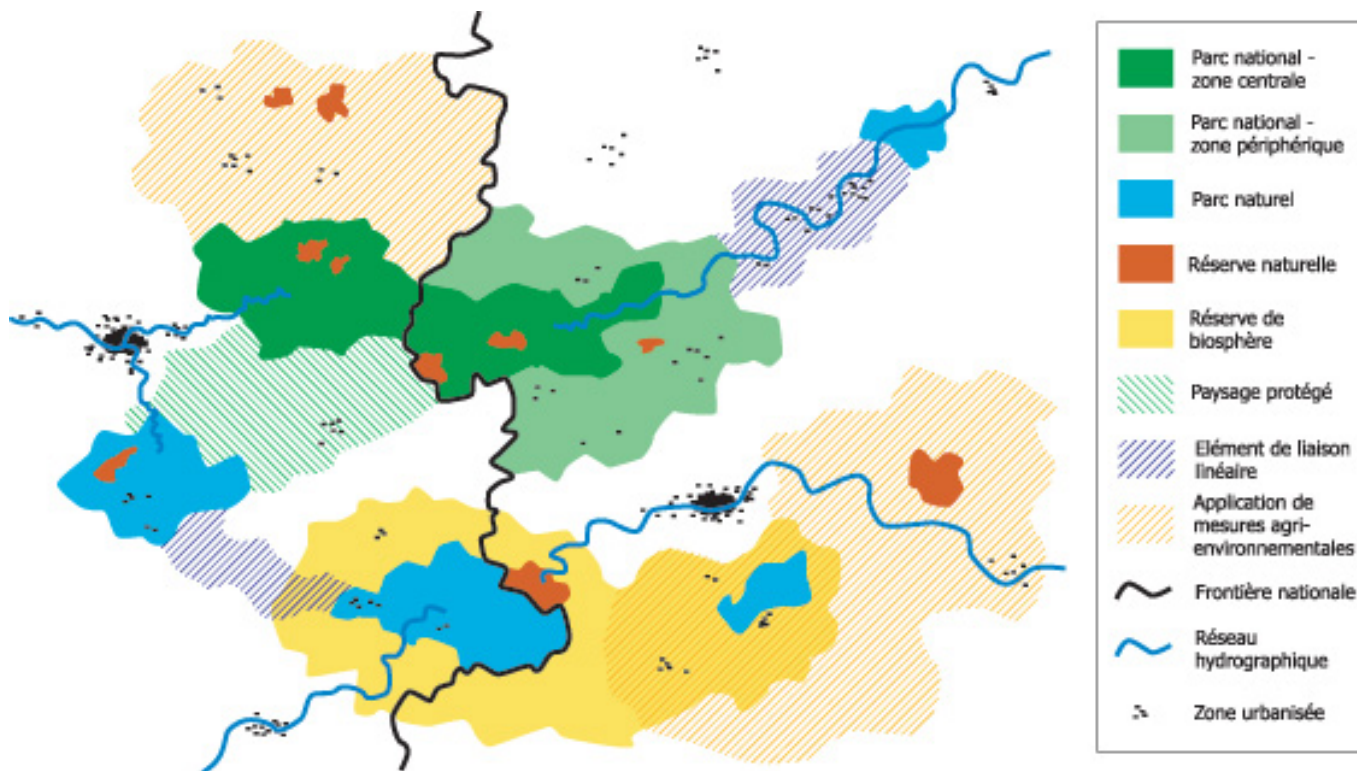 Parc national -
zone centrale
Parc national -
zone périphérique
Parc naturel
Réserve naturelle
Réserve de
biosphère
Paysage protégé
Elément de liaison
linéaire
Application de
mesures agri-
environnementales
Frontière nationale
Réseau
hydrographique
Zone urbanisée